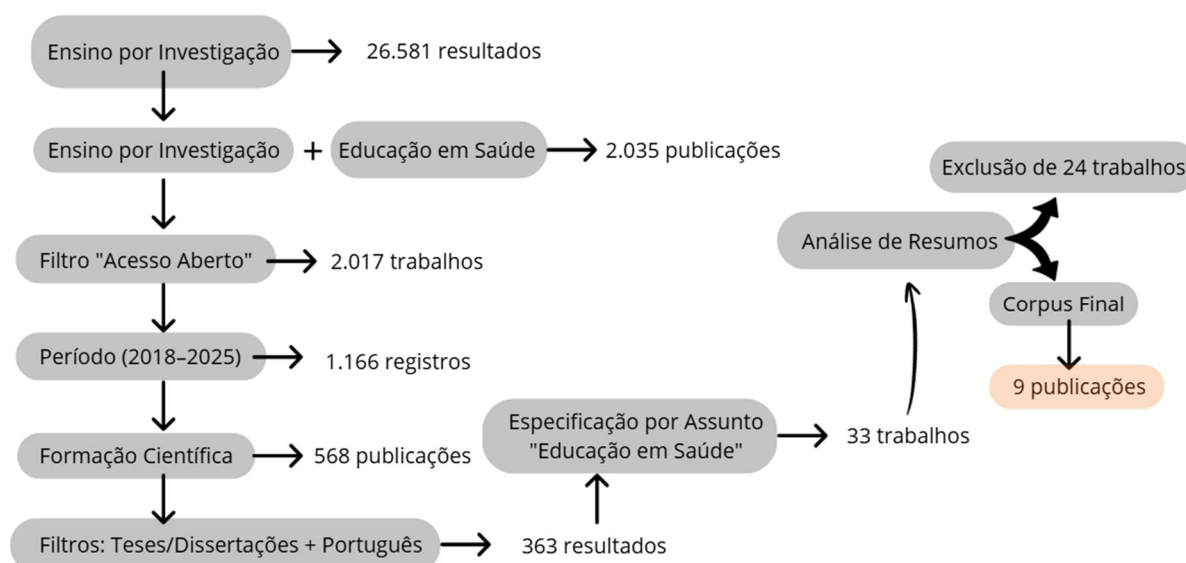 Ensino por Investigação
26.581 resultados
Ensino por Investigação
+
Educação em Saúde
2.035 publicações
Filtro "Acesso Aberto"
2.017 trabalhos
Período (2018–2025)
1.166 registros
Formação Científica
568 publicações
Filtros: Teses/Dissertações + Português
363 resultados
Especificação por Assunto
"Educação em Saúde"
33 trabalhos
Análise de Resumos
Exclusão de 24 trabalhos
Corpus Final
9 publicações